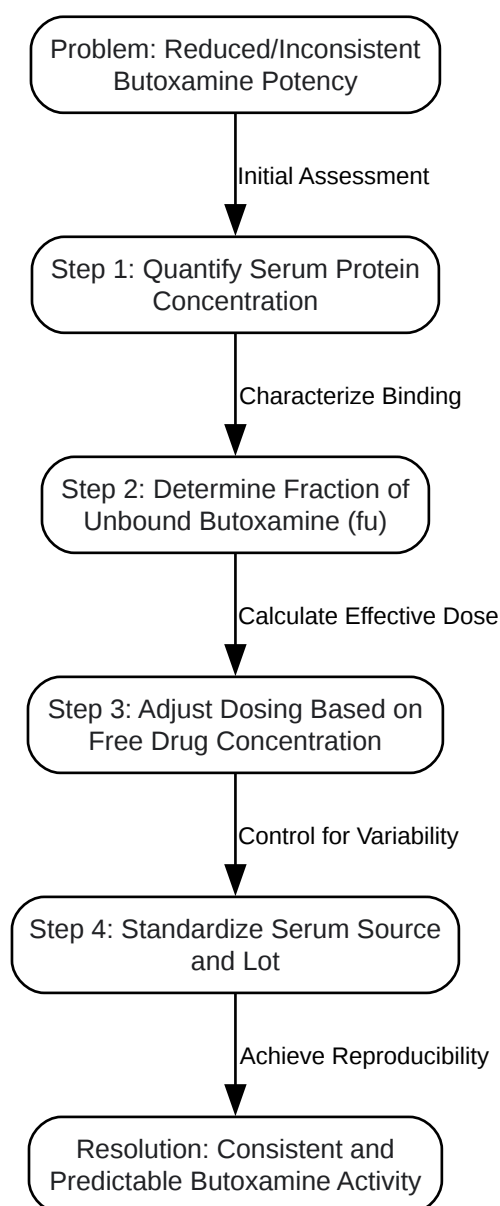 Problem: Reduced/Inconsistent
Butoxamine Potency
Initial Assessment
Step 1: Quantify Serum Protein
Concentration
Characterize Binding
Step 2: Determine Fraction of
Unbound Butoxamine (fu)
Calculate Effective Dose
Step 3: Adjust Dosing Based on
Free Drug Concentration
Control for Variability
Step 4: Standardize Serum Source
and Lot
Achieve Reproducibility
Resolution: Consistent and
Predictable Butoxamine Activity